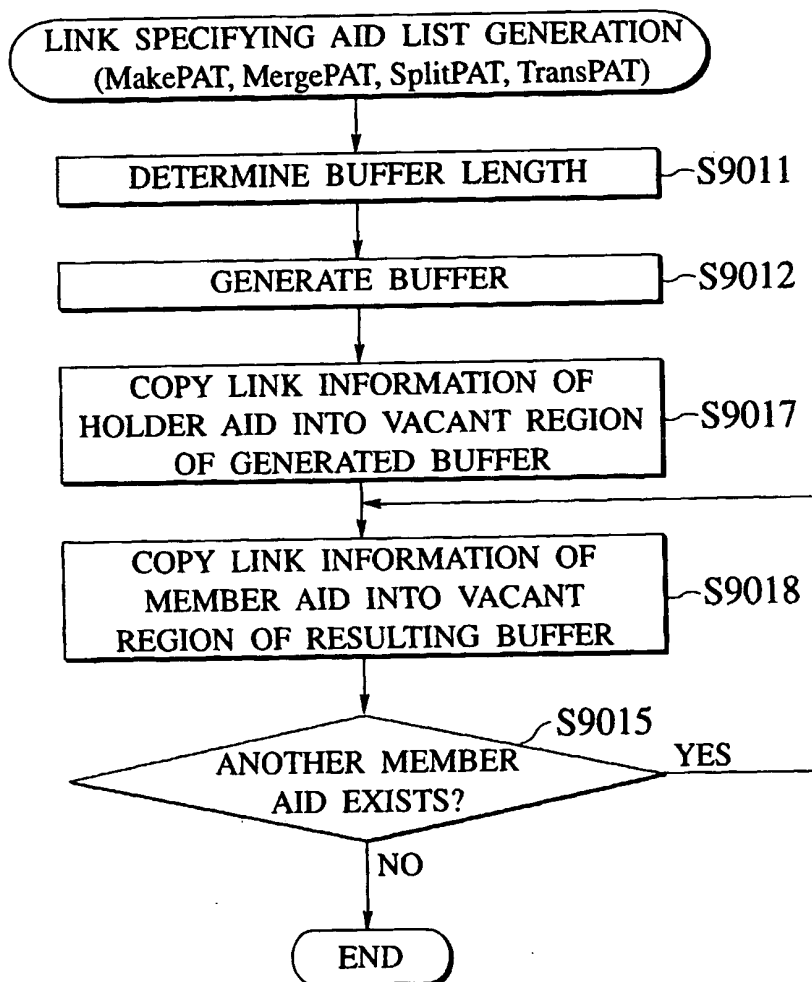 LINK SPECIFYING AID LIST GENERATION
(MakePAT, MergePAT, SplitPAT, TransPAT)
DETERMINE BUFFER LENGTH
S9011
GENERATE BUFFER
S9012
COPY LINK INFORMATION OF
HOLDER AID INTO VACANT REGION
OF GENERATED BUFFER
S9017
COPY LINK INFORMATION OF
MEMBER AID INTO VACANT
REGION OF RESULTING BUFFER
S9018
S9015
ANOTHER MEMBER
AID EXISTS?
YES
NO
END